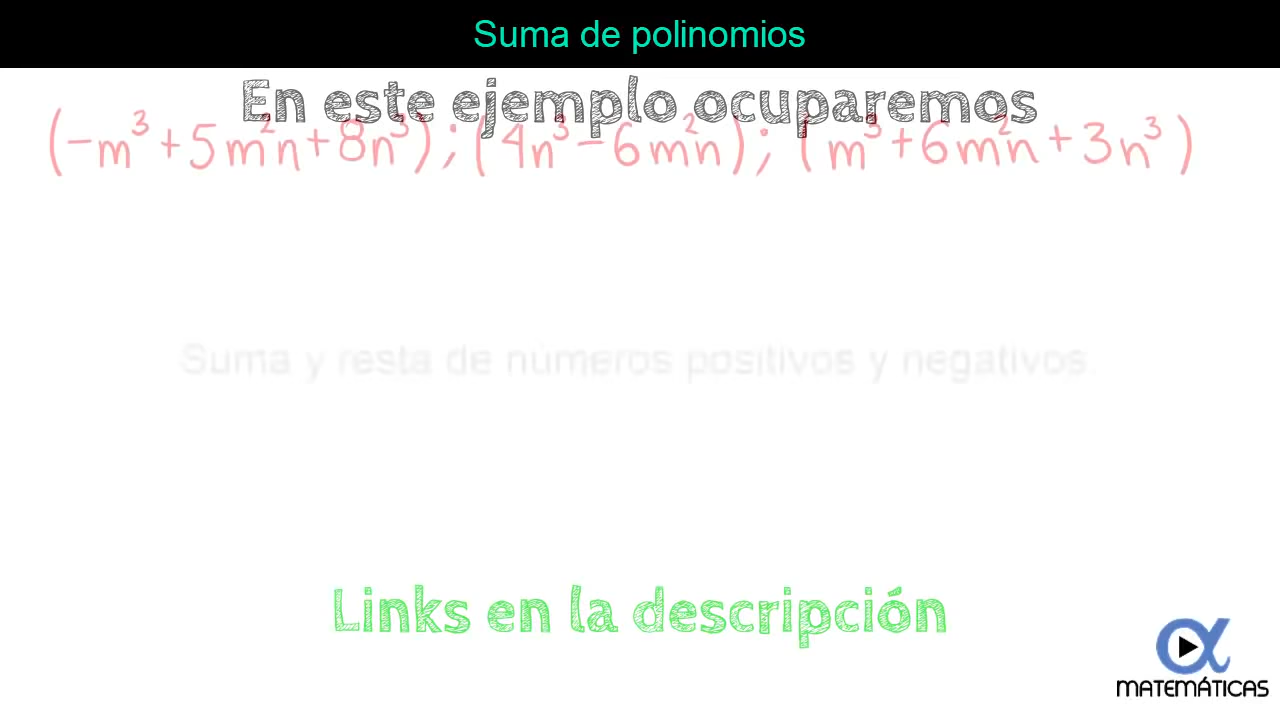 Suma de polinomios
En este ejemplo ocuparemos
(-m³+5m²n+8n³);(4n³-6m²n);(m³+6m²n+3n³)
Suma y resta de números positivos y negativos.
Links en la descripción
MATEMÁTICAS